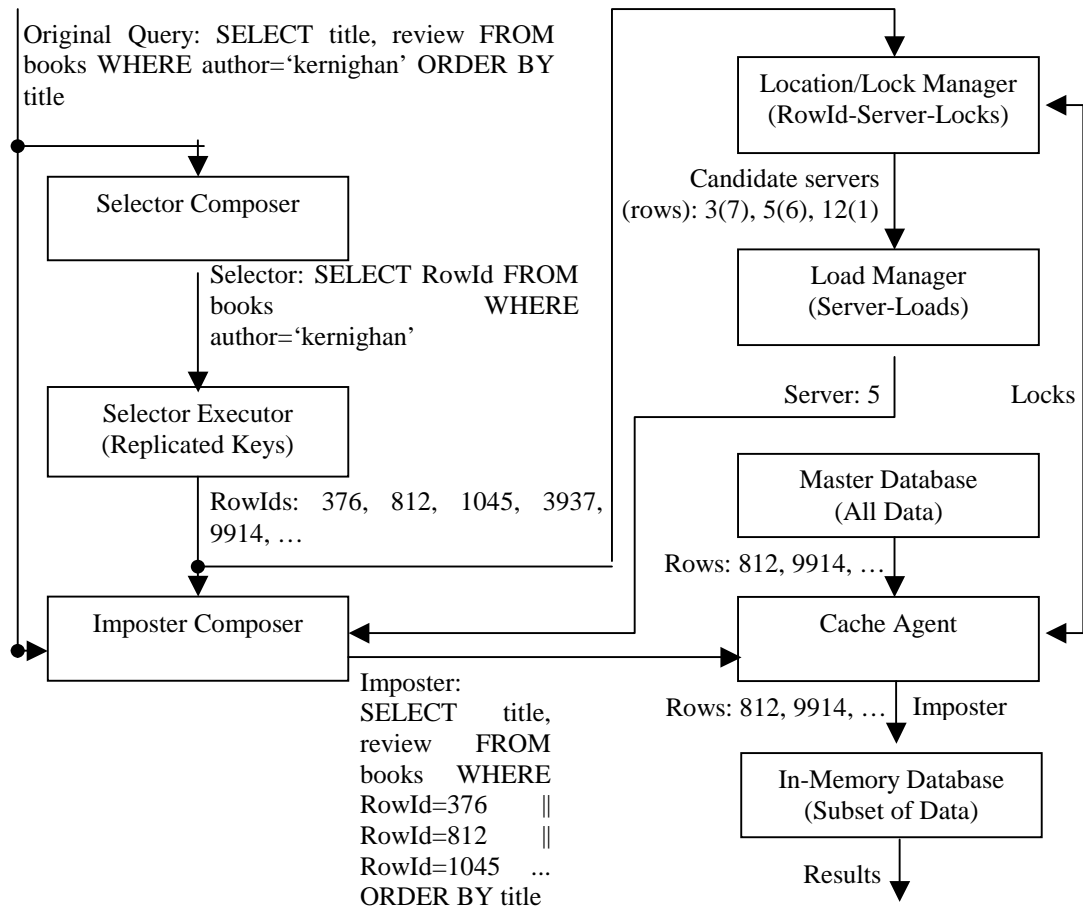 Original Query: SELECT title, review FROM
books WHERE author=‘kernighan’ ORDER BY
title
Selector Composer
Selector: SELECT RowId FROM
books WHERE
author=‘kernighan’
Selector Executor
(Replicated Keys)
RowIds: 376, 812, 1045, 3937,
9914, …
Imposter Composer
Imposter:
SELECT title,
review FROM
books WHERE
RowId=376 ||
RowId=812 ||
RowId=1045 ...
ORDER BY title
Location/Lock Manager
(RowId-Server-Locks)
Candidate servers
(rows): 3(7), 5(6), 12(1)
Load Manager
(Server-Loads)
Server: 5
Locks
Master Database
(All Data)
Rows: 812, 9914, …
Cache Agent
Rows: 812, 9914, …
Imposter
In-Memory Database
(Subset of Data)
Results